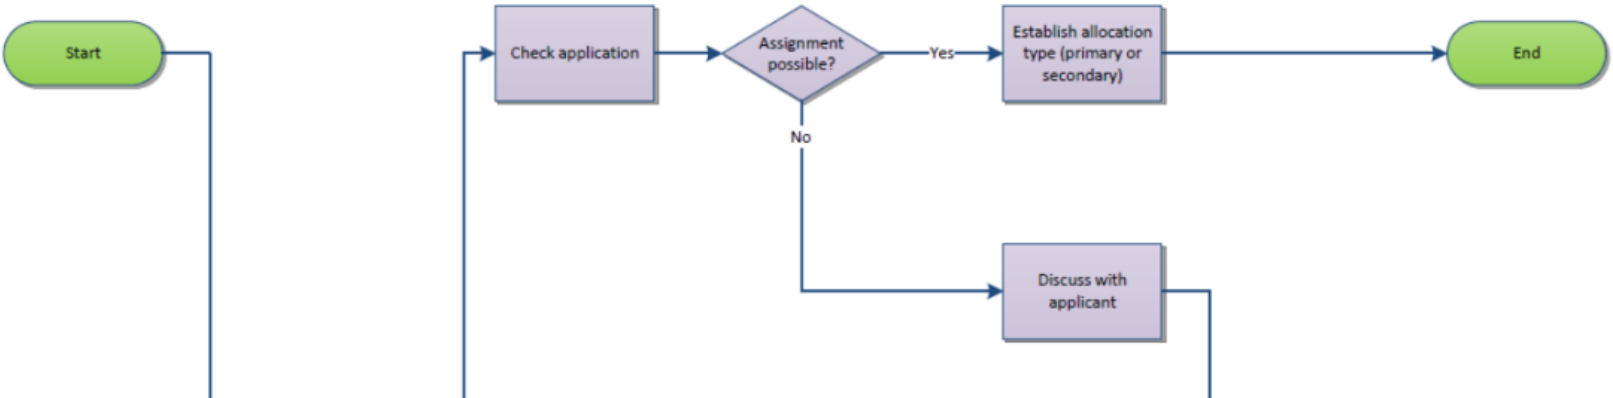 Start
Check application
Assignment
possible?
Yes
Establish allocation
type (primary or
secondary)
End
No
Discuss with
applicant